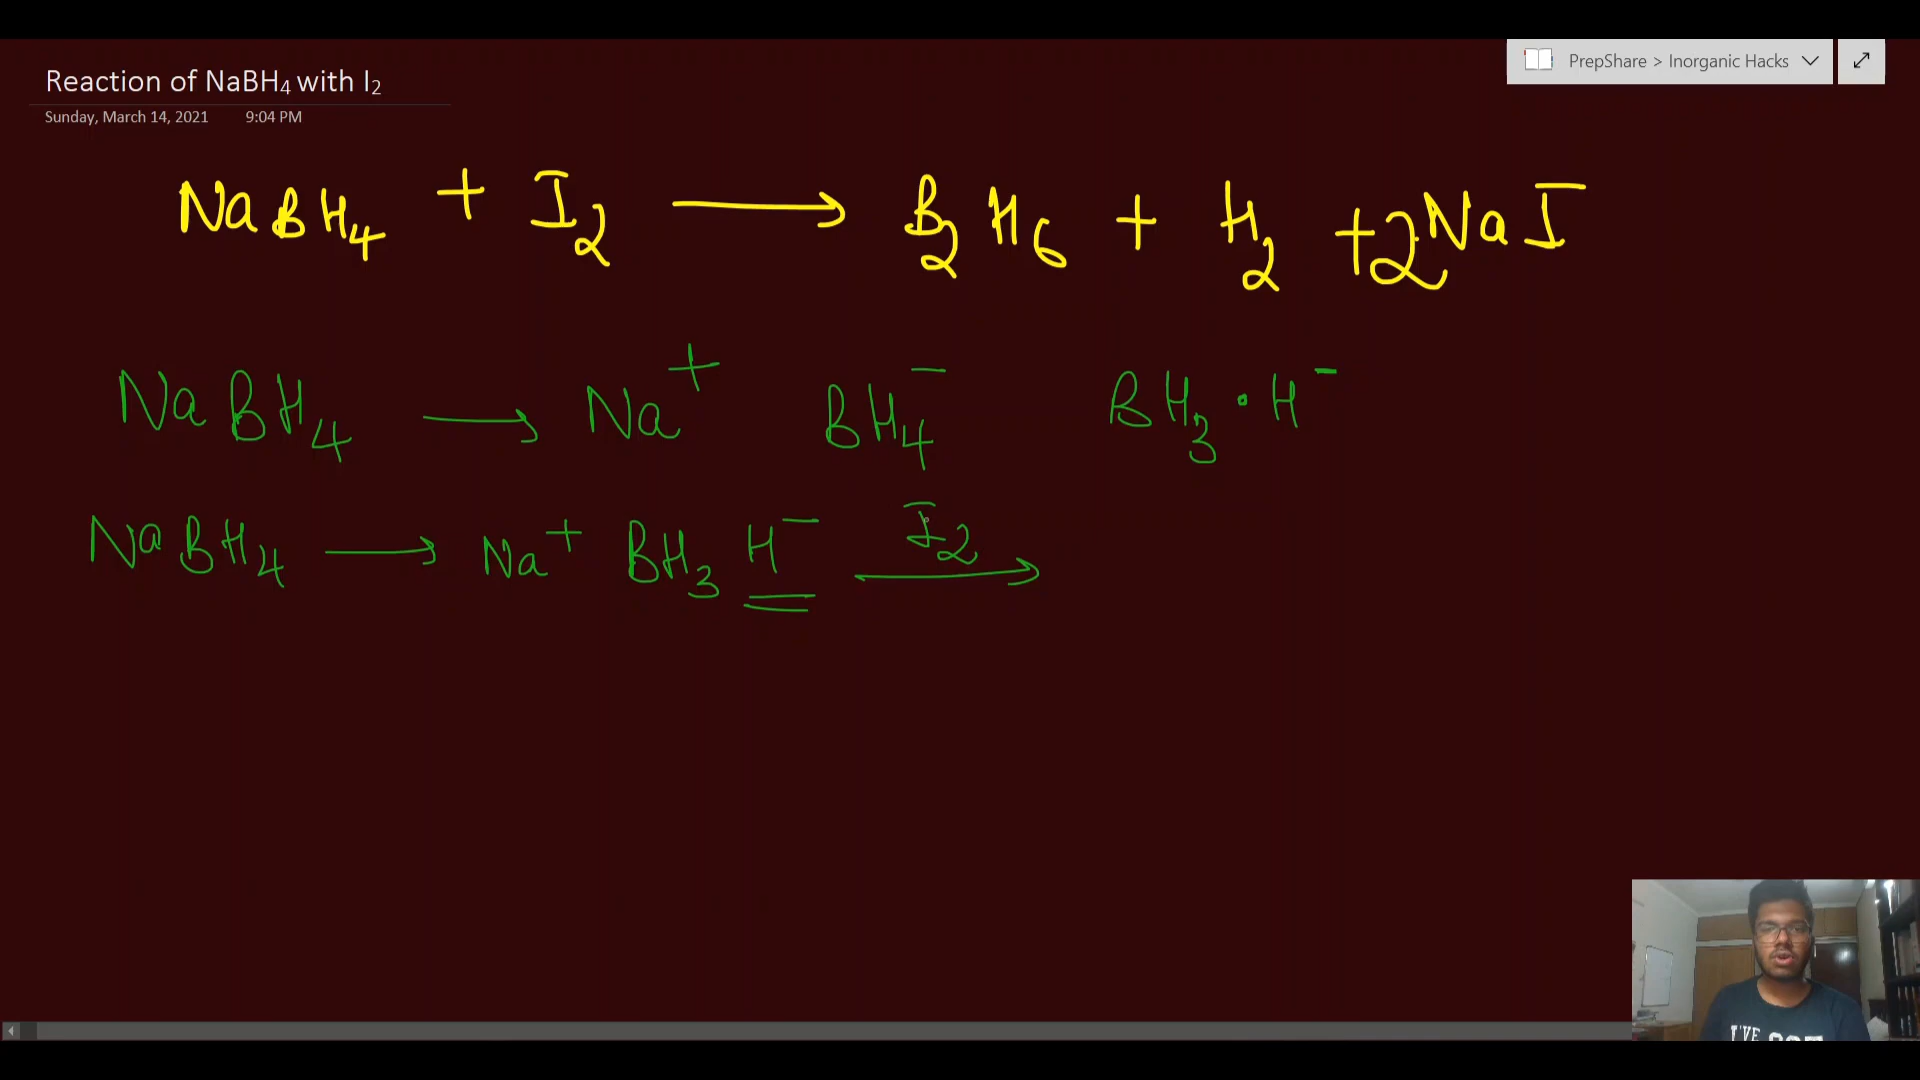 PrepShare > Inorganic Hacks
Reaction of NaBH₄ with I₂
Sunday, March 14, 2021 9:04 PM
NaBH₄ + I₂ ⟶ B₂H₆ + H₂ + 2NaI
NaBH₄ ⟶ Na⁺ BH₄⁻ BH₃·H⁻
NaBH₄ ⟶ Na⁺ BH₃ H⁻ I₂ ⟶
I'VE